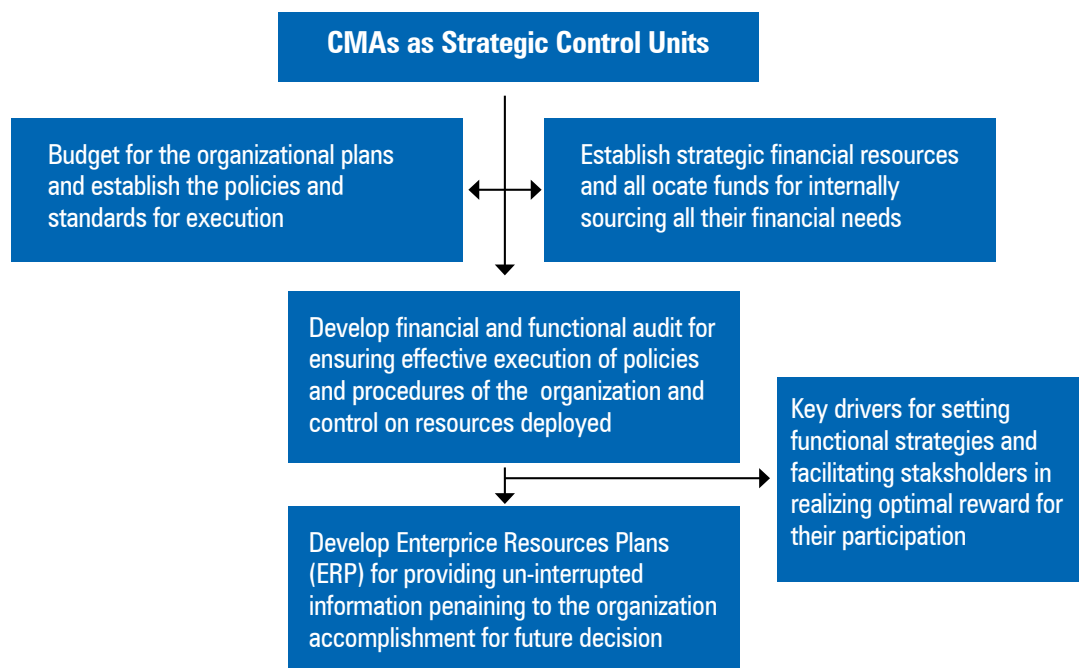 CMAs as Strategic Control Units
Budget for the organizational plans
and establish the policies and
standards for execution
Establish strategic financial resources
and all ocate funds for internally
sourcing all their financial needs
Develop financial and functional audit for
ensuring effective execution of policies
and procedures of the organization and
control on resources deployed
Key drivers for setting
functional strategies and
facilitating staksholders in
realizing optimal reward for
their participation
Develop Enterprice Resources Plans
(ERP) for providing un-interrupted
information penaining to the organization
accomplishment for future decision